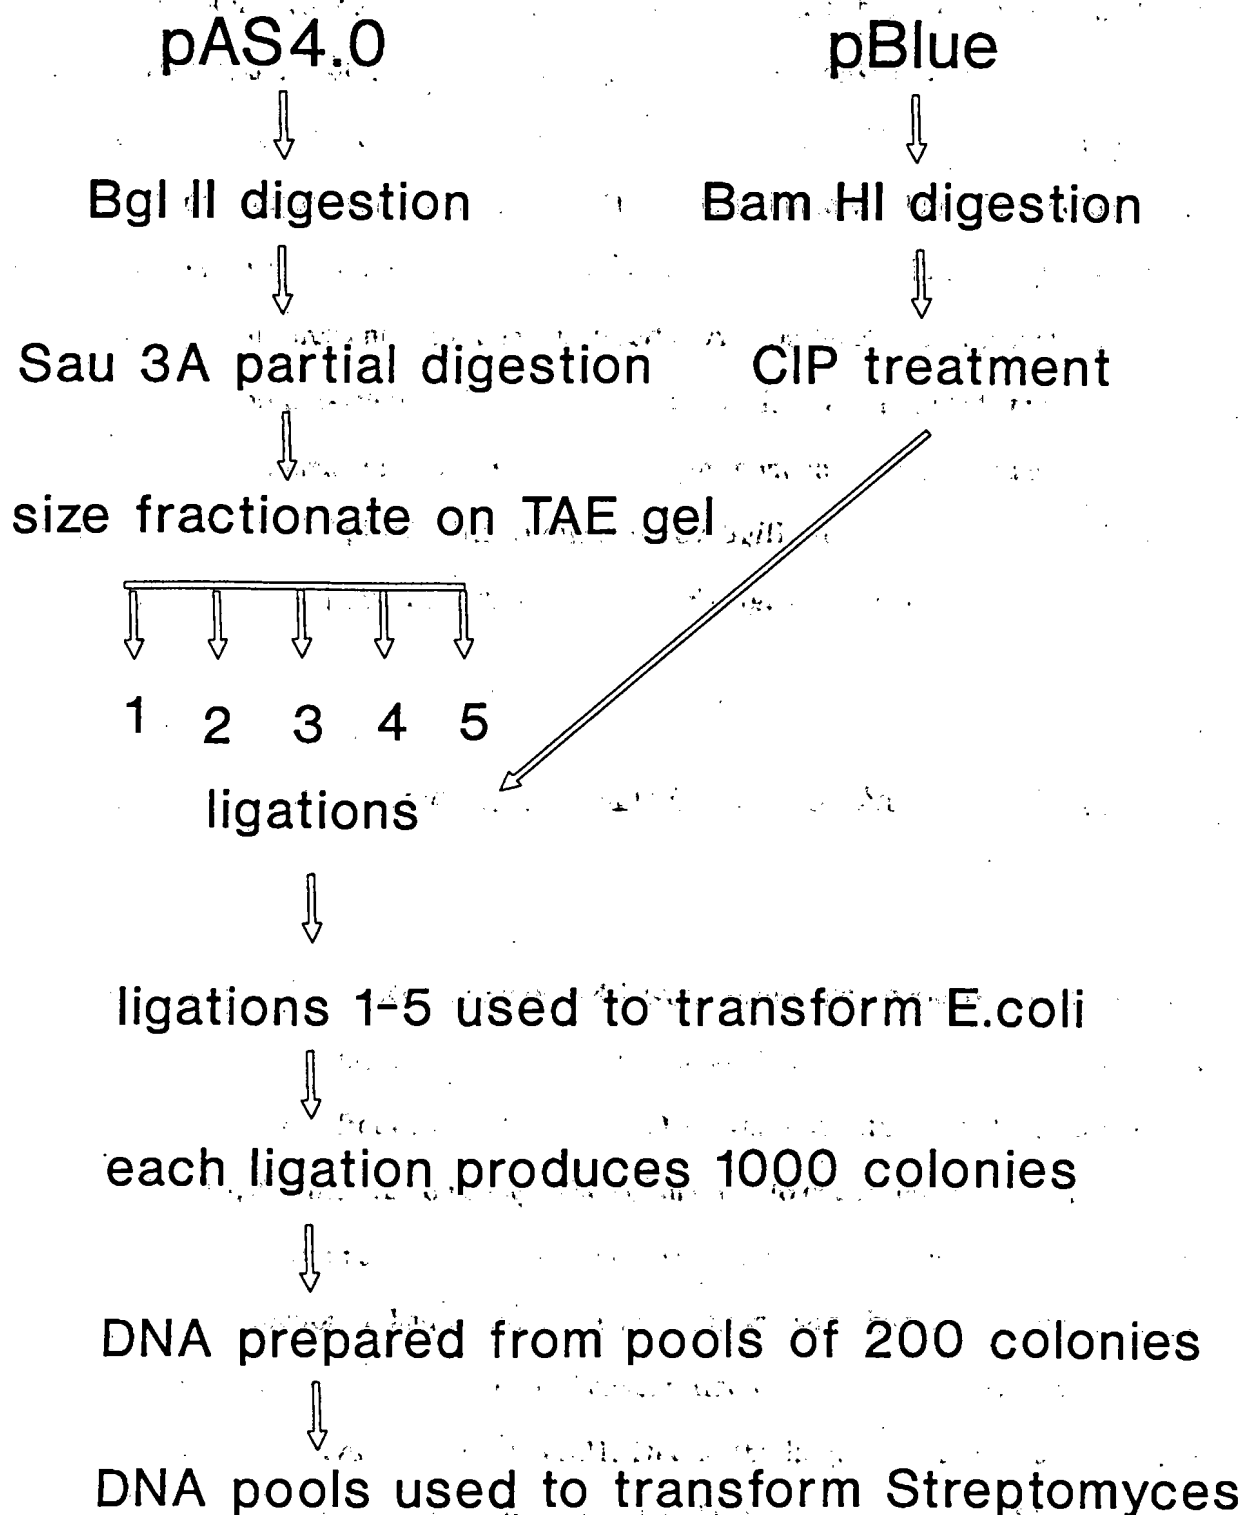 pAS4.0
pBlue
Bgl II digestion
Bam HI digestion
Sau 3A partial digestion
CIP treatment
size fractionate on TAE gel
1 2 3 4 5
ligations
ligations 1-5 used to transform E.coli
each ligation produces 1000 colonies
DNA prepared from pools of 200 colonies
DNA pools used to transform Streptomyces